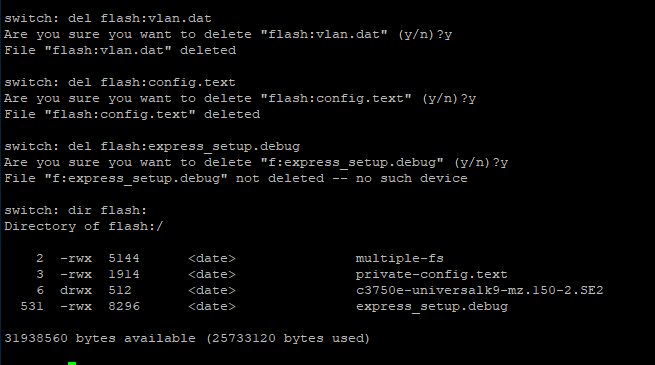 switch: del flash:vlan.dat
Are you sure you want to delete "flash:vlan.dat" (y/n)?y
File "flash:vlan.dat" deleted
switch: del flash:config.text
Are you sure you want to delete "flash:config.text" (y/n)?y
File "flash:config.text" deleted
switch: del flash:express_setup.debug
Are you sure you want to delete "f:express_setup.debug" (y/n)?y
File "f:express_setup.debug" not deleted -- no such device
switch: dir flash:
Directory of flash:/
2 -rwx 5144 <date> multiple-fs
3 -rwx 1914 <date> private-config.text
6 drwx 512 <date> c3750e-universalk9-mz.150-2.SE2
531 -rwx 8296 <date> express_setup.debug
31938560 bytes available (25733120 bytes used)